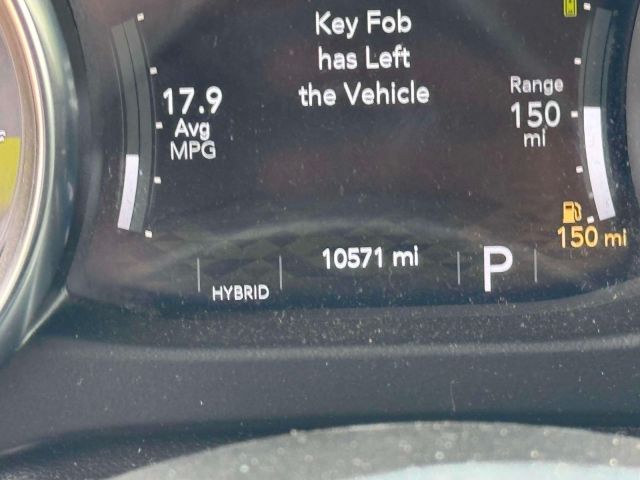 Key Fob
has Left
the Vehicle
17.9
Avg
MPG
Range
150
mi
150 mi
HYBRID
10571 mi
P